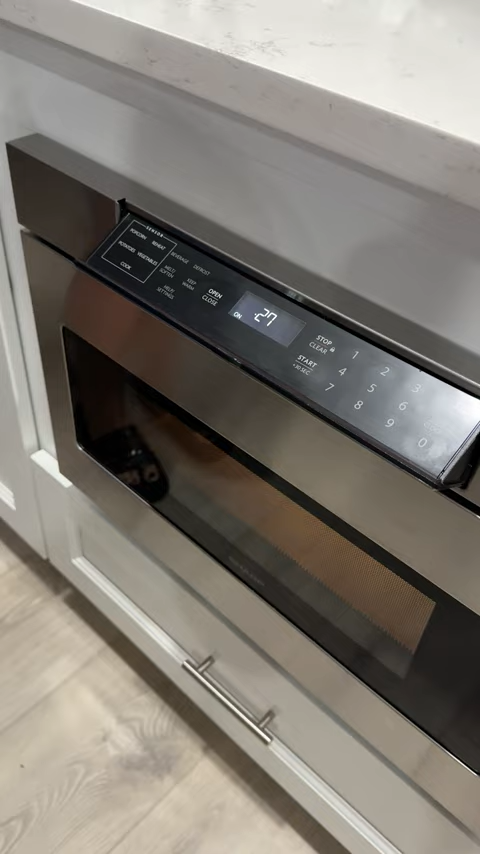 SENSOR
POPCORN REHEAT
POTATOES VEGETABLES
COOK
BEVERAGE DEFROST
MELT/
SOFTEN
KEEP
WARM
HELP/
SETTINGS
OPEN
CLOSE
ON :27
STOP
CLEAR
START
+30 SEC
1 2 3
4 5 6
7 8 9
0